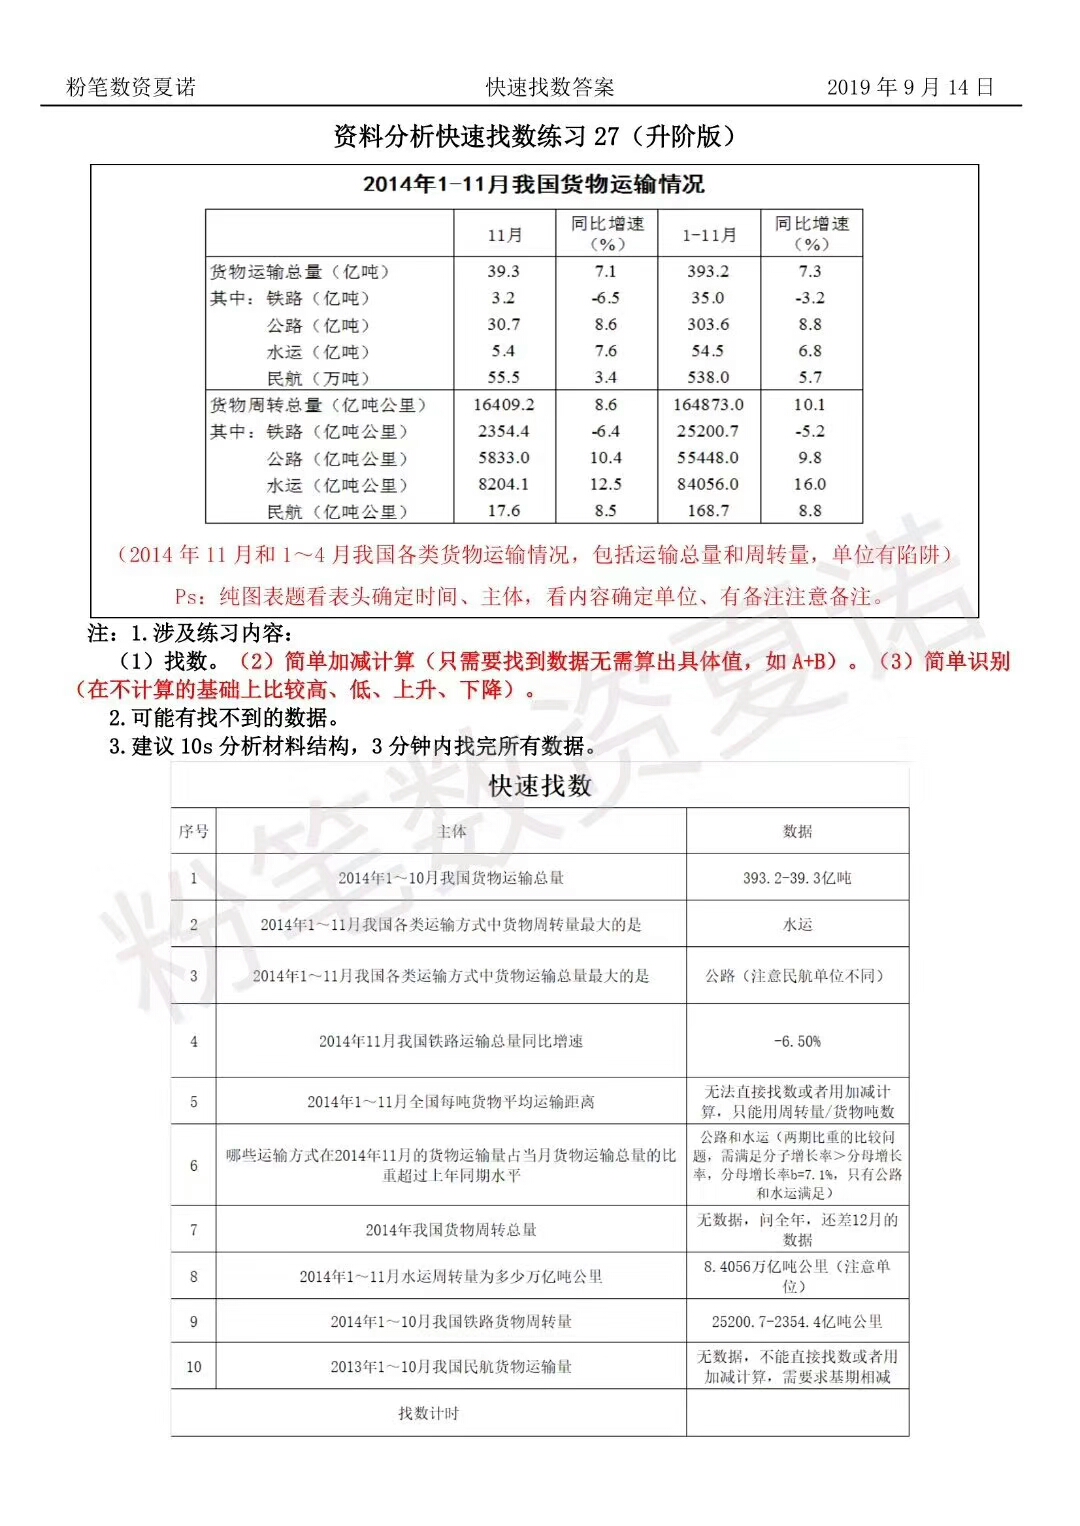 粉笔数资夏诺 快速找数答案 2019年9月14日
资料分析快速找数练习27（升阶版）
2014年1-11月我国货物运输情况
11月 同比增速（%） 1-11月 同比增速（%）
货物运输总量（亿吨） 39.3 7.1 393.2 7.3
其中：铁路（亿吨） 3.2 -6.5 35.0 -3.2
公路（亿吨） 30.7 8.6 303.6 8.8
水运（亿吨） 5.4 7.6 54.5 6.8
民航（万吨） 55.5 3.4 538.0 5.7
货物周转总量（亿吨公里） 16409.2 8.6 164873.0 10.1
其中：铁路（亿吨公里） 2354.4 -6.4 25200.7 -5.2
公路（亿吨公里） 5833.0 10.4 55448.0 9.8
水运（亿吨公里） 8204.1 12.5 84056.0 16.0
民航（亿吨公里） 17.6 8.5 168.7 8.8
（2014年11月和1～4月我国各类货物运输情况，包括运输总量和周转量，单位有陷阱）
Ps：纯图表题看表头确定时间、主体，看内容确定单位、有备注注意备注。
注：1.涉及练习内容：
（1）找数。（2）简单加减计算（只需要找到数据无需算出具体值，如A+B）。（3）简单识别
（在不计算的基础上比较高、低、上升、下降）。
2.可能有找不到的数据。
3.建议10s分析材料结构，3分钟内找完所有数据。
快速找数
序号 主体 数据
1 2014年1～10月我国货物运输总量 393.2-39.3亿吨
2 2014年1～11月我国各类运输方式中货物周转量最大的是 水运
3 2014年1～11月我国各类运输方式中货物运输总量最大的是 公路（注意民航单位不同）
4 2014年11月我国铁路运输总量同比增速 -6.50%
5 2014年1～11月全国每吨货物平均运输距离 无法直接找数或者用加减计
算，只能用周转量/货物吨数
6 哪些运输方式在2014年11月的货物运输量占当月货物运输总量的比
重超过上年同期水平 公路和水运（两期比重的比较问
题，需满足分子增长率＞分母增长
率，分母增长率b=7.1%，只有公路
和水运满足）
7 2014年我国货物周转总量 无数据，问全年，还差12月的
数据
8 2014年1～11月水运周转量为多少万亿吨公里 8.4056万亿吨公里（注意单
位）
9 2014年1～10月我国铁路货物周转量 25200.7-2354.4亿吨公里
10 2013年1～10月我国民航货物运输量 无数据，不能直接找数或者用
加减计算，需要求基期相减
找数计时
粉笔数资夏诺